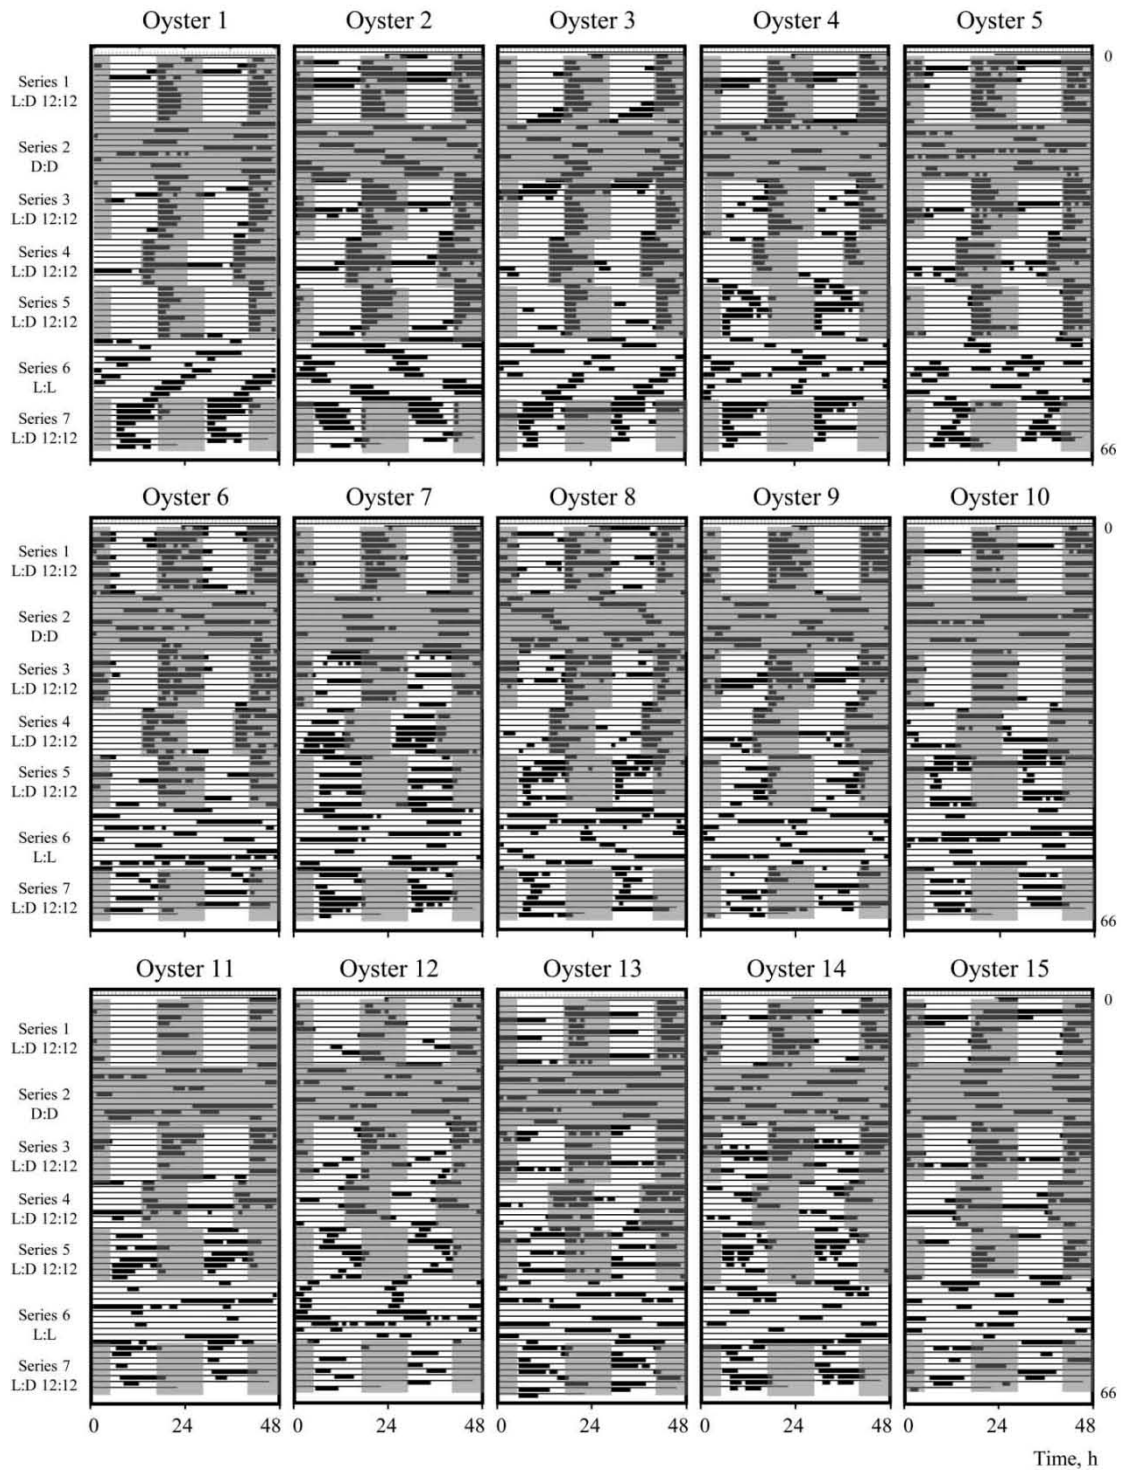 Oyster 1 Oyster 2 Oyster 3 Oyster 4 Oyster 5
0
Series 1
L:D 12:12
Series 2
D:D
Series 3
L:D 12:12
Series 4
L:D 12:12
Series 5
L:D 12:12
Series 6
L:L
Series 7
L:D 12:12
66
Oyster 6 Oyster 7 Oyster 8 Oyster 9 Oyster 10
0
Series 1
L:D 12:12
Series 2
D:D
Series 3
L:D 12:12
Series 4
L:D 12:12
Series 5
L:D 12:12
Series 6
L:L
Series 7
L:D 12:12
66
Oyster 11 Oyster 12 Oyster 13 Oyster 14 Oyster 15
0
Series 1
L:D 12:12
Series 2
D:D
Series 3
L:D 12:12
Series 4
L:D 12:12
Series 5
L:D 12:12
Series 6
L:L
Series 7
L:D 12:12
66
0 24 48 0 24 48 0 24 48 0 24 48 0 24 48
Time, h